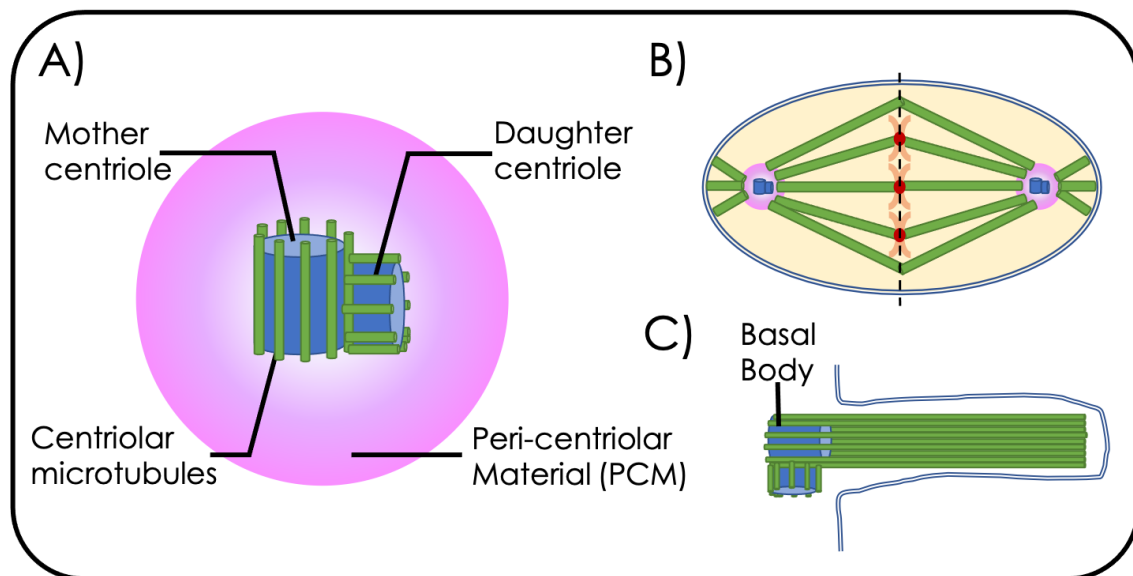 A)
Mother
centriole
Daughter
centriole
Centriolar
microtubules
Peri-centriolar
Material (PCM)
B)
C)
Basal
Body